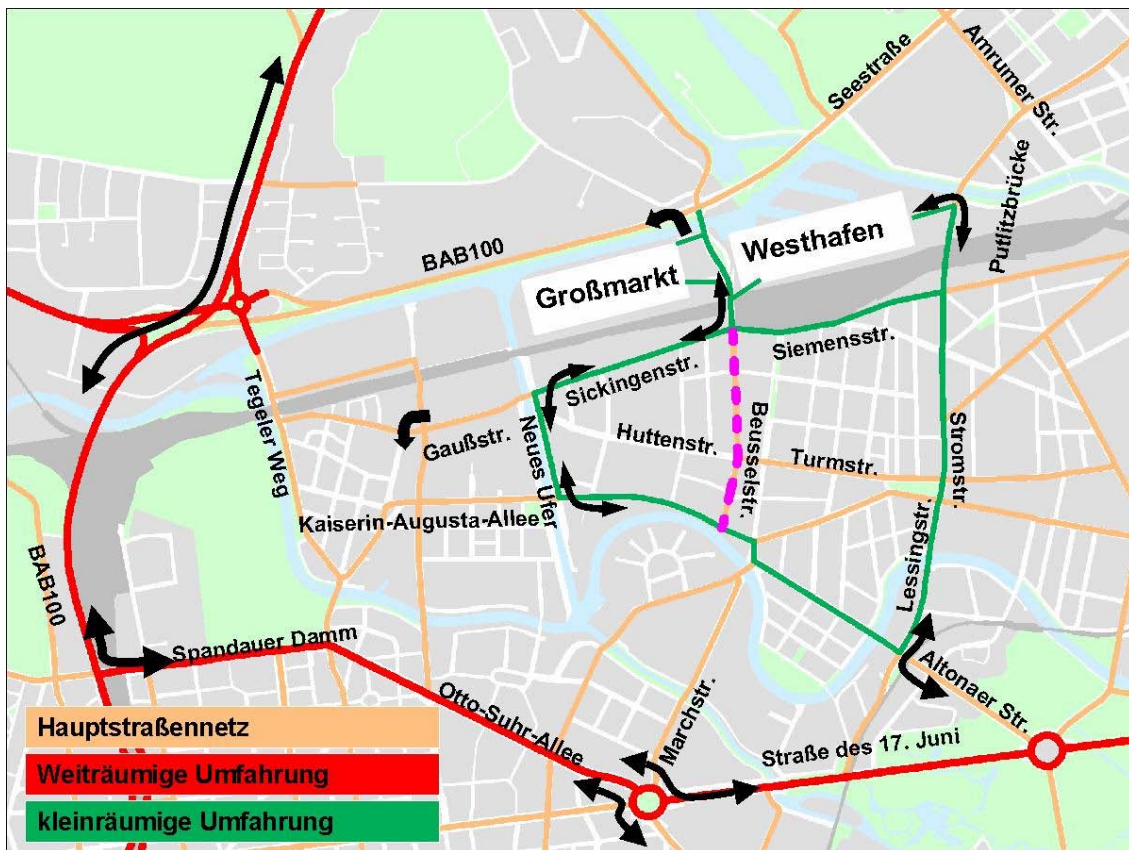 Seestraße
Amrumer Str.
Putlitzbrücke
Westhafen
BAB100
Großmarkt
Siemensstr.
Sickingenstr.
Tegeler Weg
Gaußstr.
Neues Ufer
Huttenstr.
Beusselstr.
Turmstr.
Stromstr.
Kaiserin-Augusta-Allee
Lessingstr.
BAB100
Spandauer Damm
Otto-Suhr-Allee
Marchstr.
Altonaer Str.
Straße des 17. Juni
Hauptstraßennetz
Weiträumige Umfahrung
kleinräumige Umfahrung